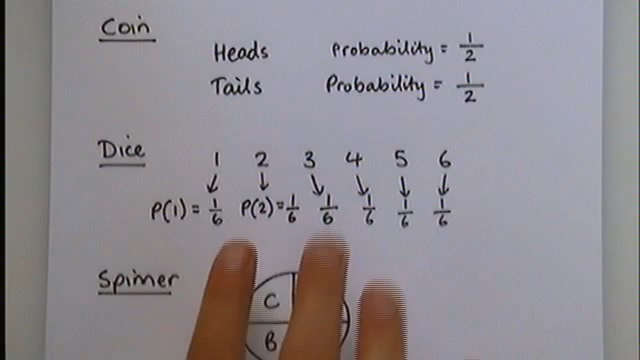 Coin
Heads Probability = 1/2
Tails Probability = 1/2
Dice 1 2 3 4 5 6
P(1) = 1/6 P(2) = 1/6 1/6 1/6 1/6 1/6
Spinner
C
B